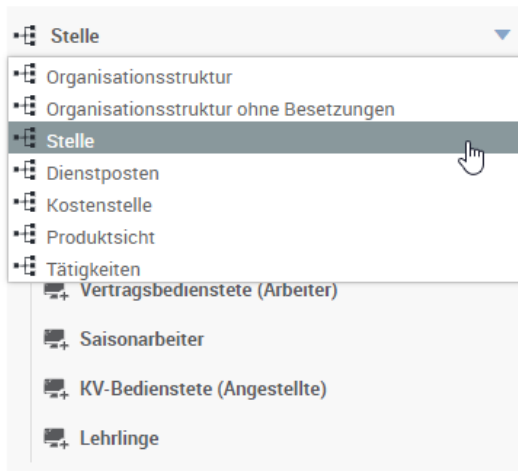 Stelle
Organisationsstruktur
Organisationsstruktur ohne Besetzungen
Stelle
Dienstposten
Kostenstelle
Produktsicht
Tätigkeiten
Vertragsbedienstete (Arbeiter)
Saisonarbeiter
KV-Bedienstete (Angestellte)
Lehrlinge